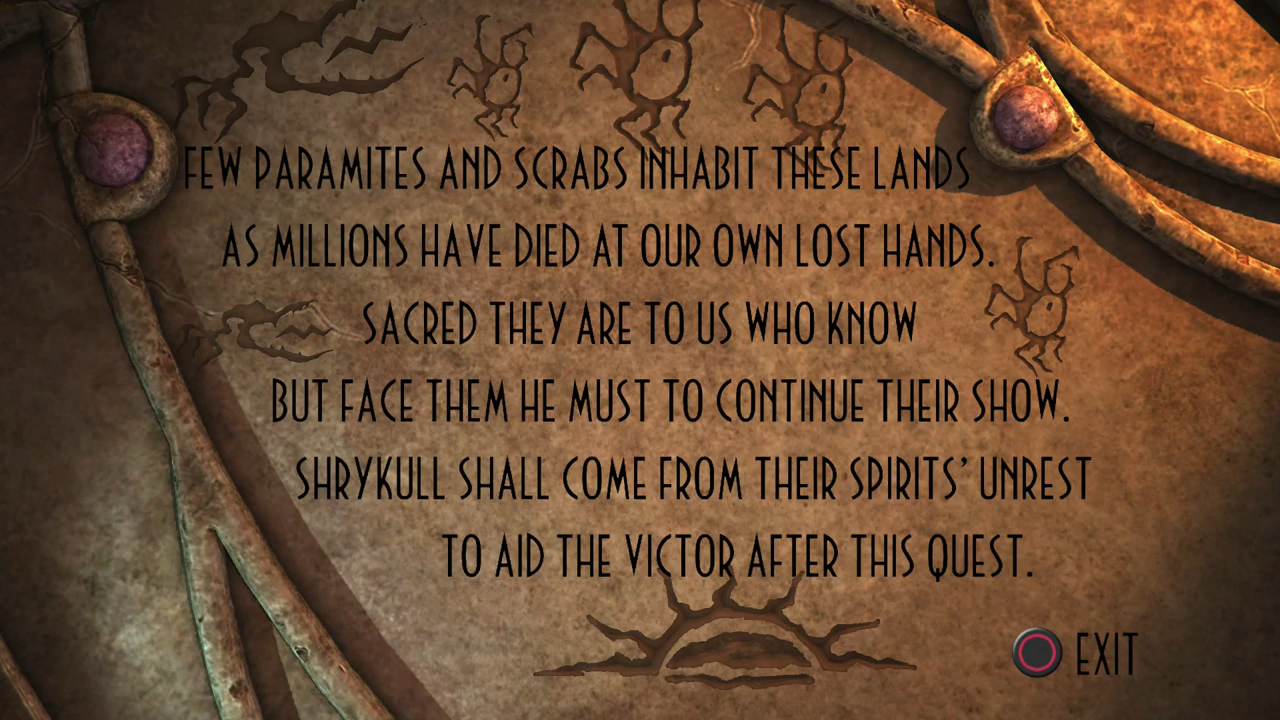 FEW PARAMITES AND SCRABS INHABIT THESE LANDS
AS MILLIONS HAVE DIED AT OUR OWN LOST HANDS.
SACRED THEY ARE TO US WHO KNOW
BUT FACE THEM HE MUST TO CONTINUE THEIR SHOW.
SHRYKULL SHALL COME FROM THEIR SPIRITS' UNREST
TO AID THE VICTOR AFTER THIS QUEST.
EXIT